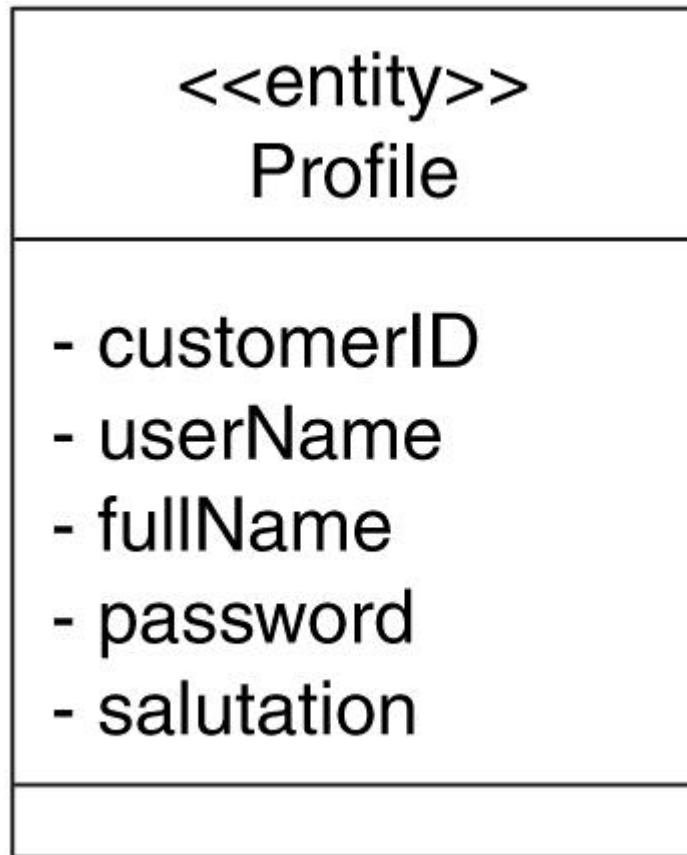 <<entity>>
Profile
- customerID
- userName
- fullName
- password
- salutation